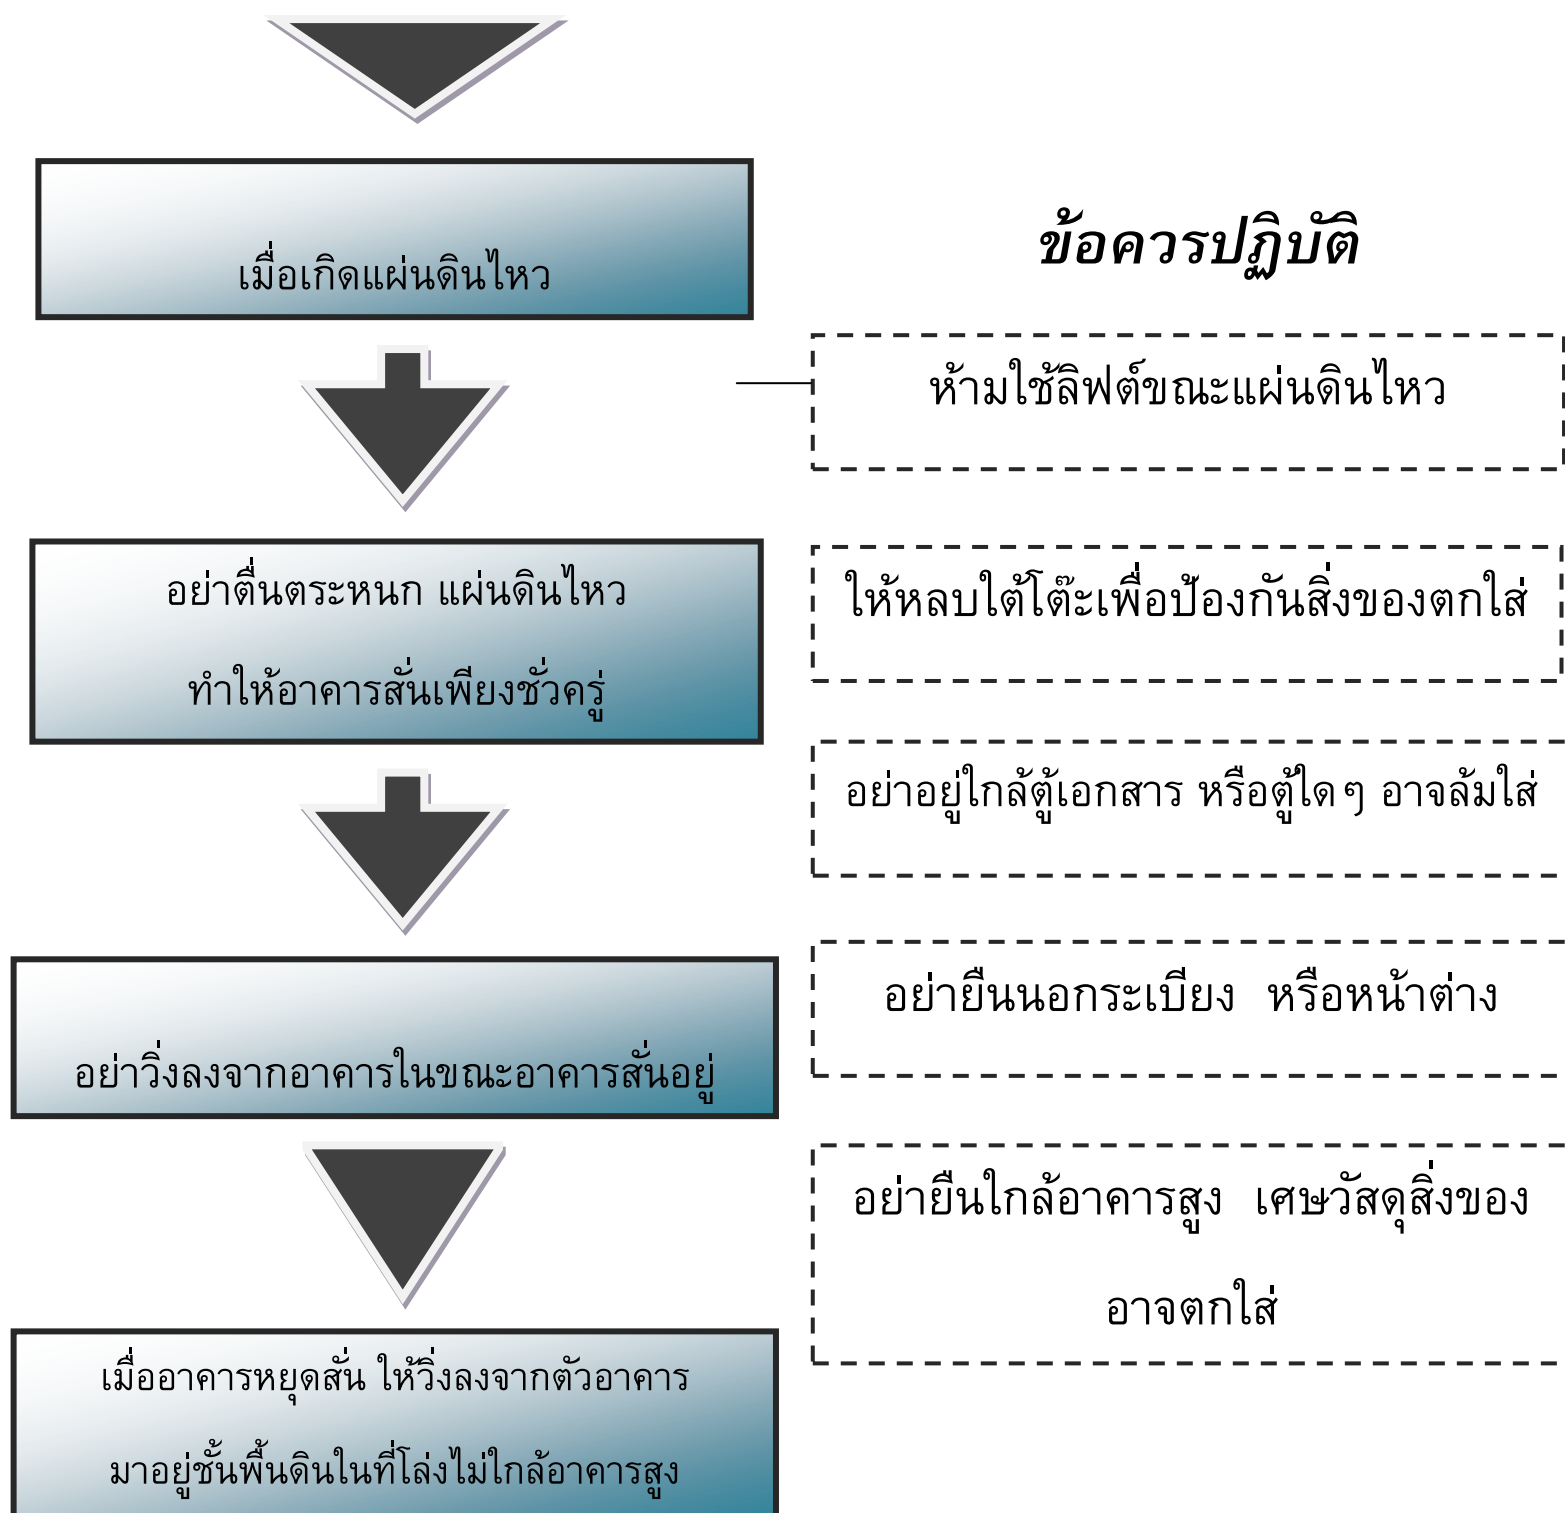 เมื่อเกิดแผ่นดินไหว
อย่าตื่นตระหนก แผ่นดินไหว
ทำให้อาคารสั่นเพียงชั่วครู่
อย่าวิ่งลงจากอาคารในขณะอาคารสั่นอยู่
เมื่ออาคารหยุดสั่น ให้วิ่งลงจากตัวอาคาร
มาอยู่ชั้นพื้นดินในที่โล่งไม่ใกล้อาคารสูง
ข้อควรปฏิบัติ
ห้ามใช้ลิฟต์ขณะแผ่นดินไหว
ให้หลบใต้โต๊ะเพื่อป้องกันสิ่งของตกใส่
อย่าอยู่ใกล้ตู้เอกสาร หรือตู้ใดๆ อาจล้มใส่
อย่ายืนนอกระเบียง หรือหน้าต่าง
อย่ายืนใกล้อาคารสูง เศษวัสดุสิ่งของ
อาจตกใส่